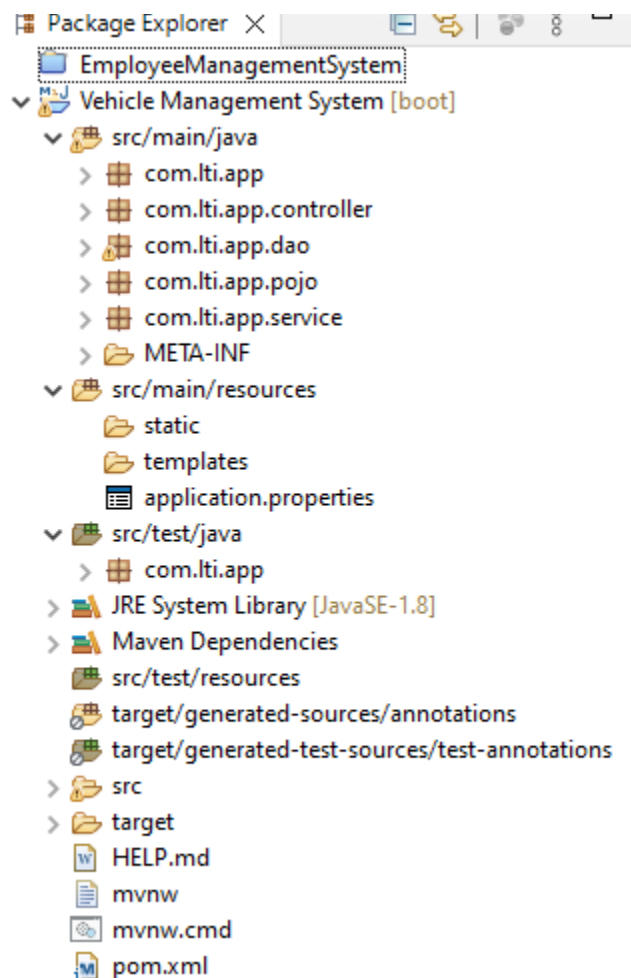 Package Explorer
EmployeeManagementSystem
Vehicle Management System [boot]
src/main/java
com.lti.app
com.lti.app.controller
com.lti.app.dao
com.lti.app.pojo
com.lti.app.service
META-INF
src/main/resources
static
templates
application.properties
src/test/java
com.lti.app
JRE System Library [JavaSE-1.8]
Maven Dependencies
src/test/resources
target/generated-sources/annotations
target/generated-test-sources/test-annotations
src
target
HELP.md
mvnw
mvnw.cmd
pom.xml